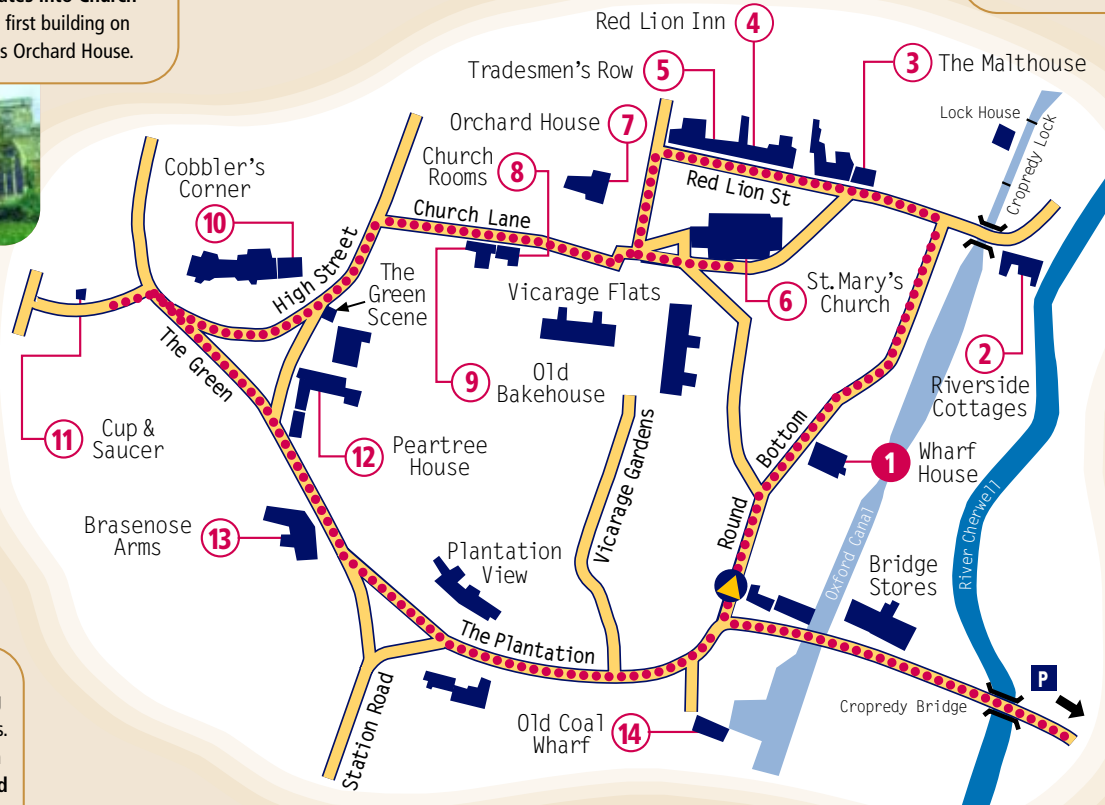 ates into Church
first building on
s Orchard House.
Red Lion Inn 4
Tradesmen's Row 5
3 The Malthouse
Orchard House 7
Lock House
Cropredy Lock
Church
Rooms 8
Cobbler's
Corner
10
Red Lion St
Church Lane
High Street
The
Green
Scene
Vicarage Flats
6 St.Mary's
Church
2
Riverside
Cottages
The Green
9 Old
Bakehouse
11 Cup &
Saucer
12 Peartree
House
Bottom
1 Wharf
House
Vicarage Gardens
Round
Oxford Canal
River Cherwell
Brasenose
Arms 13
Plantation
View
Bridge
Stores
The Plantation
P
Cropredy Bridge
Old Coal
Wharf 14
Station Road
s.
d